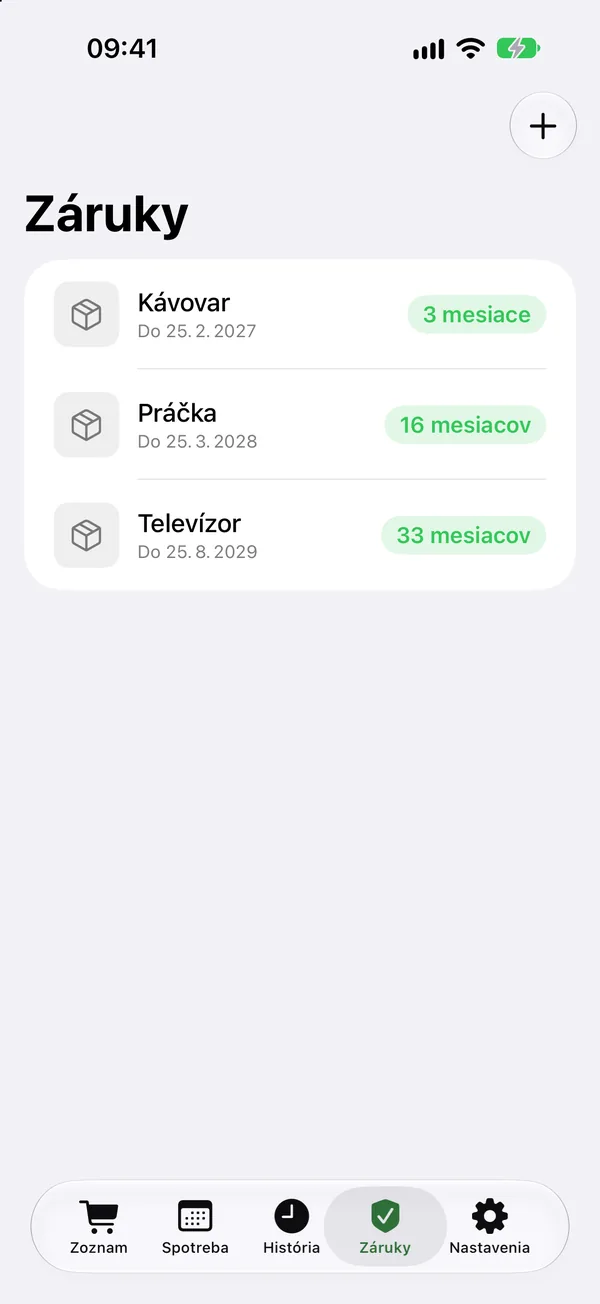 09:41
Záruky
Kávovar
Do 25. 2. 2027
3 mesiace
Práčka
Do 25. 3. 2028
16 mesiacov
Televízor
Do 25. 8. 2029
33 mesiacov
Zoznam
Spotreba
História
Záruky
Nastavenia